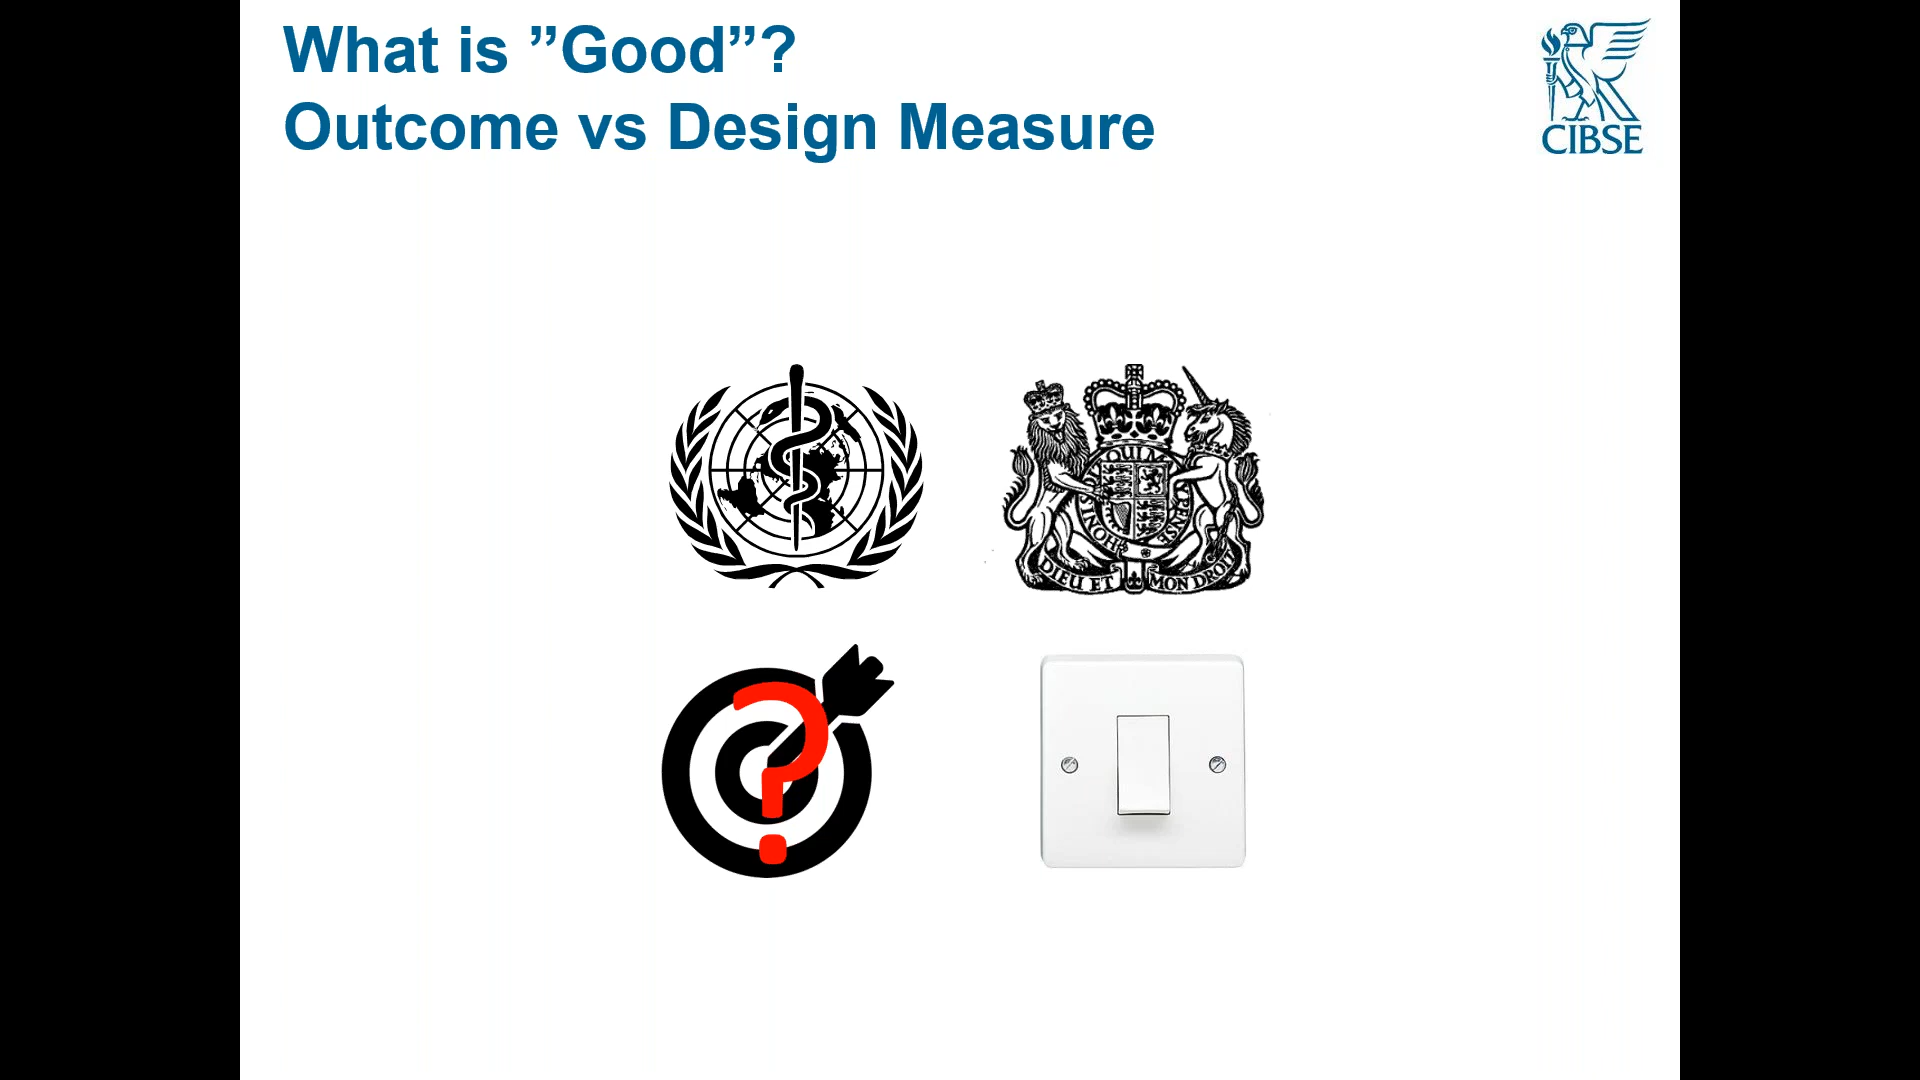 What is ”Good”?
Outcome vs Design Measure
CIBSE
DIEU ET MON DROIT